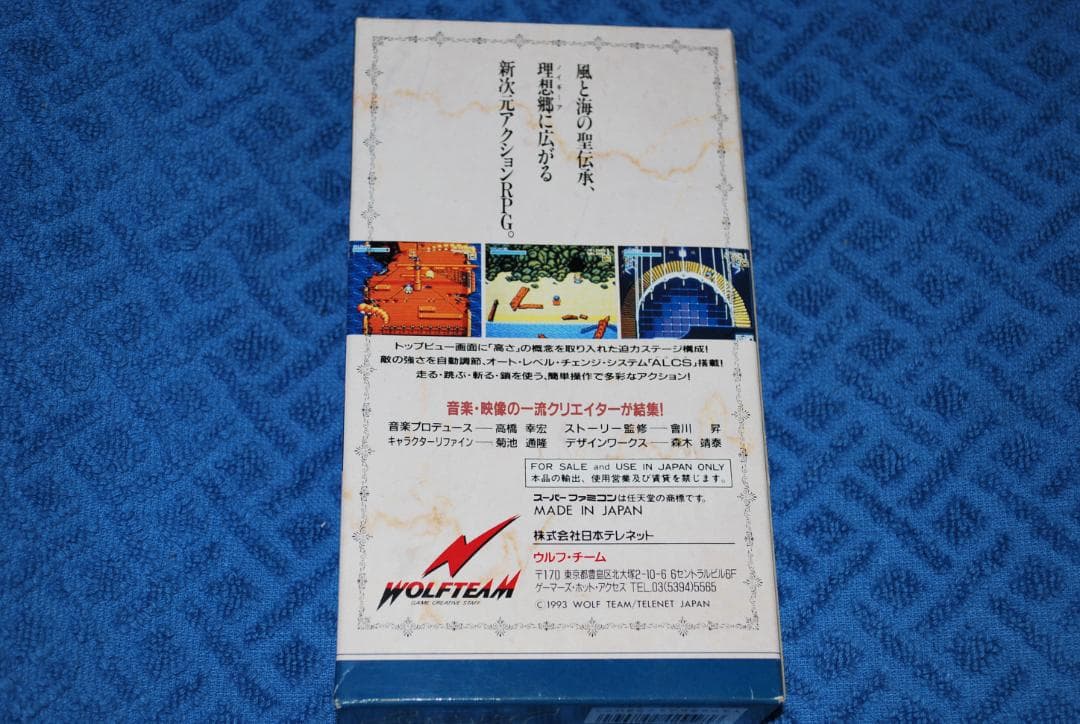 風と海の聖伝承、
理想郷に広がる
ノイギーア
新次元アクションRPG。
トップビュー画面に「高さ」の概念を取り入れた迫力ステージ構成!
敵の強さを自動調節、オート・レベル・チェンジ・システム「ALCS」搭載!
走る・跳ぶ・斬る・鎖を使う、簡単操作で多彩なアクション!
音楽・映像の一流クリエイターが結集!
音楽プロデュース──高橋 幸宏 ストーリー監修──會川 昇
キャラクターリファイン──菊池 通隆 デザインワークス──森木 靖泰
FOR SALE and USE IN JAPAN ONLY
本品の輸出、使用営業及び賃貸を禁じます。
スーパーファミコンは任天堂の商標です。
MADE IN JAPAN
株式会社日本テレネット
ウルフ・チーム
〒170 東京都豊島区北大塚2-10-6 6セントラルビル6F
ゲーマーズ・ホット・アクセス TEL.03(5394)5565
©1993 WOLF TEAM/TELENET JAPAN
WOLFTEAM
GAME CREATIVE STAFF